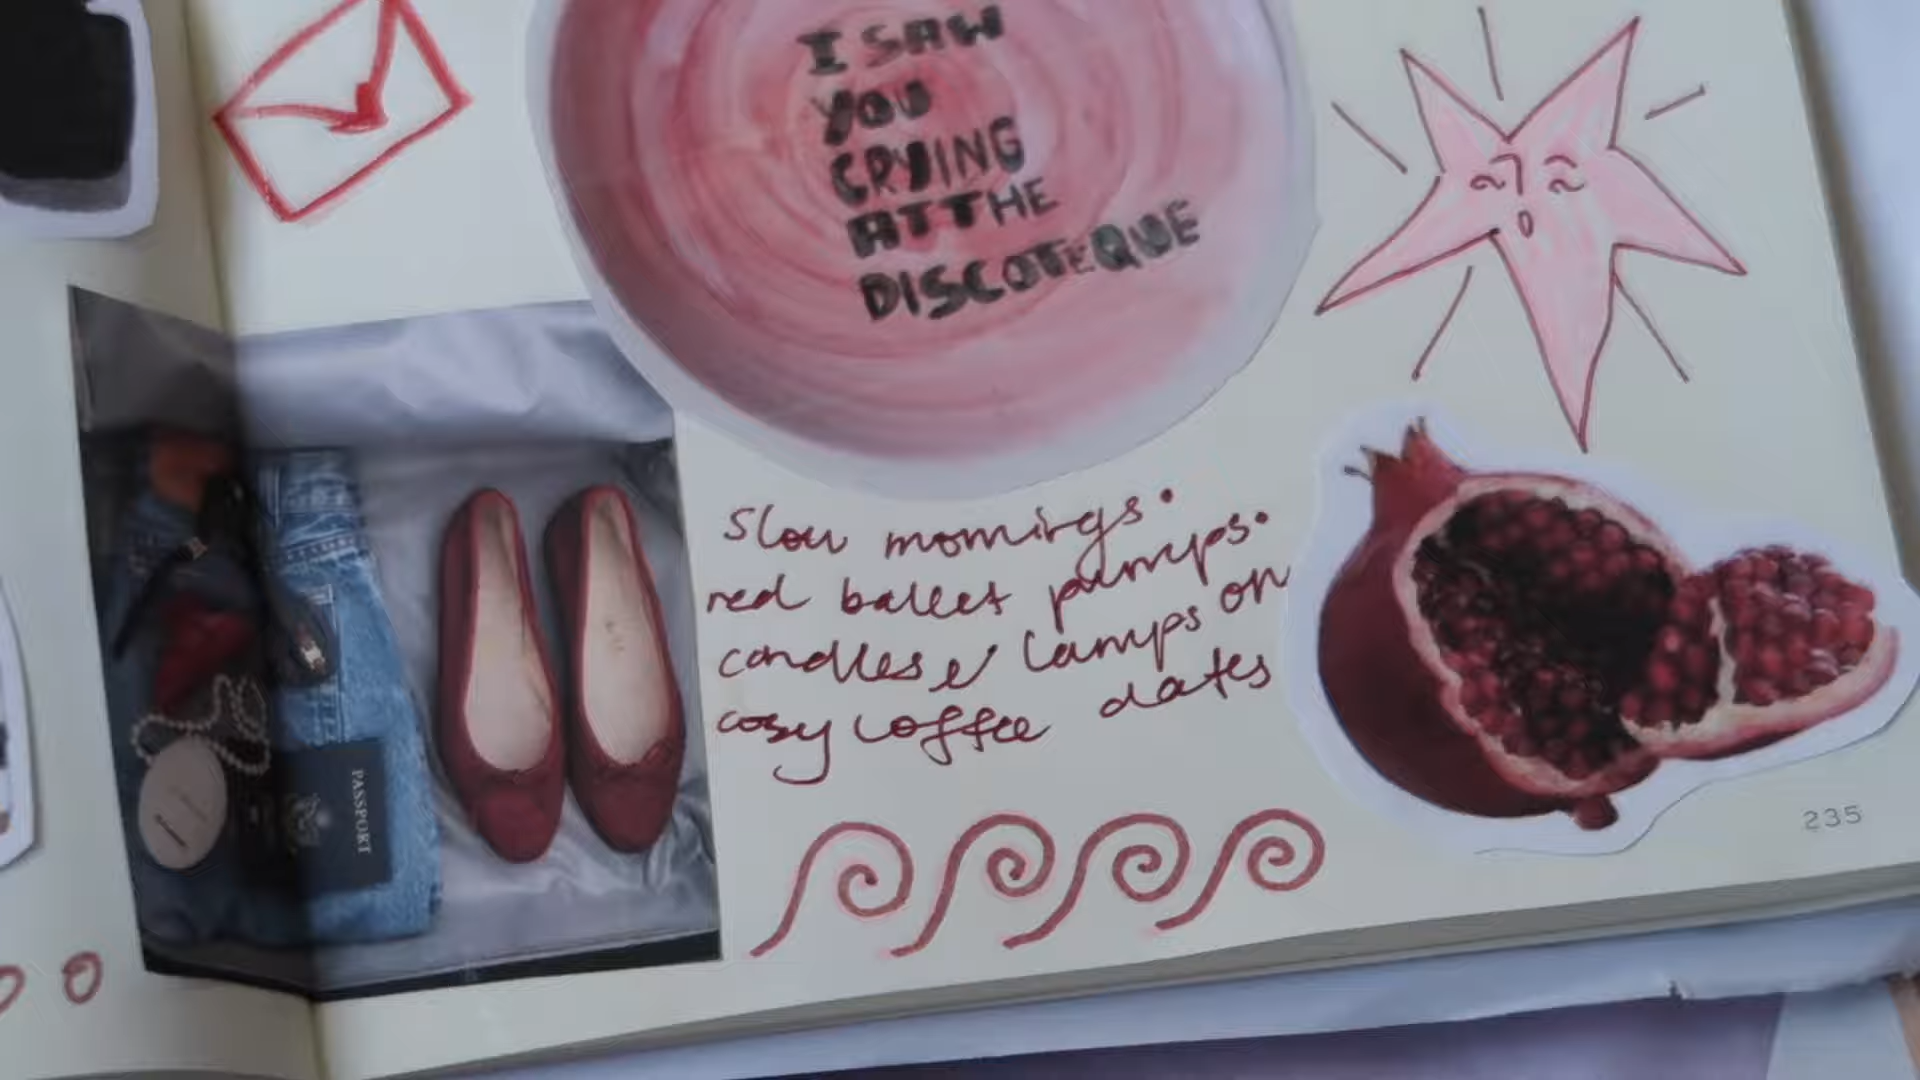 I SAW
YOU
CRYING
AT THE
DISCOTEQUE
slow mornings.
red ballet pumps.
candles & lamps on
cosy coffee dates
PASSPORT
235